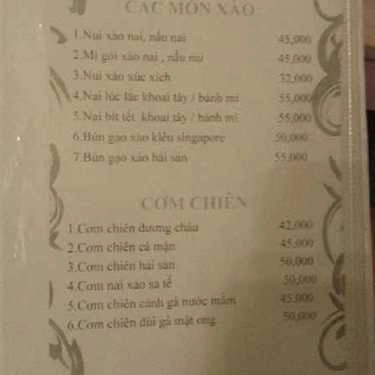 CÁC MÓN XÀO
1.Nui xào nai, nấu nai 45,000
2.Mì gói xào nai , nấu nai 45,000
3.Nui xào xúc xích 32,000
4.Nai lúc lắc khoai tây / bánh mì 55,000
5.Nai bít tết khoai tây / bánh mì 55,000
6.Bún gạo xào kiểu singapore 50,000
7.Bún gạo xào hải sản 55,000
CƠM CHIÊN
1.Cơm chiên dương châu 42,000
2.Cơm chiên cá mặn 45,000
3.Cơm chiên hải sản 50,000
4.Cơm nai xào sa tế 50,000
5.Cơm chiên cánh gà nước mắm 45,000
6.Cơm chiên đùi gà mật ong 50,000